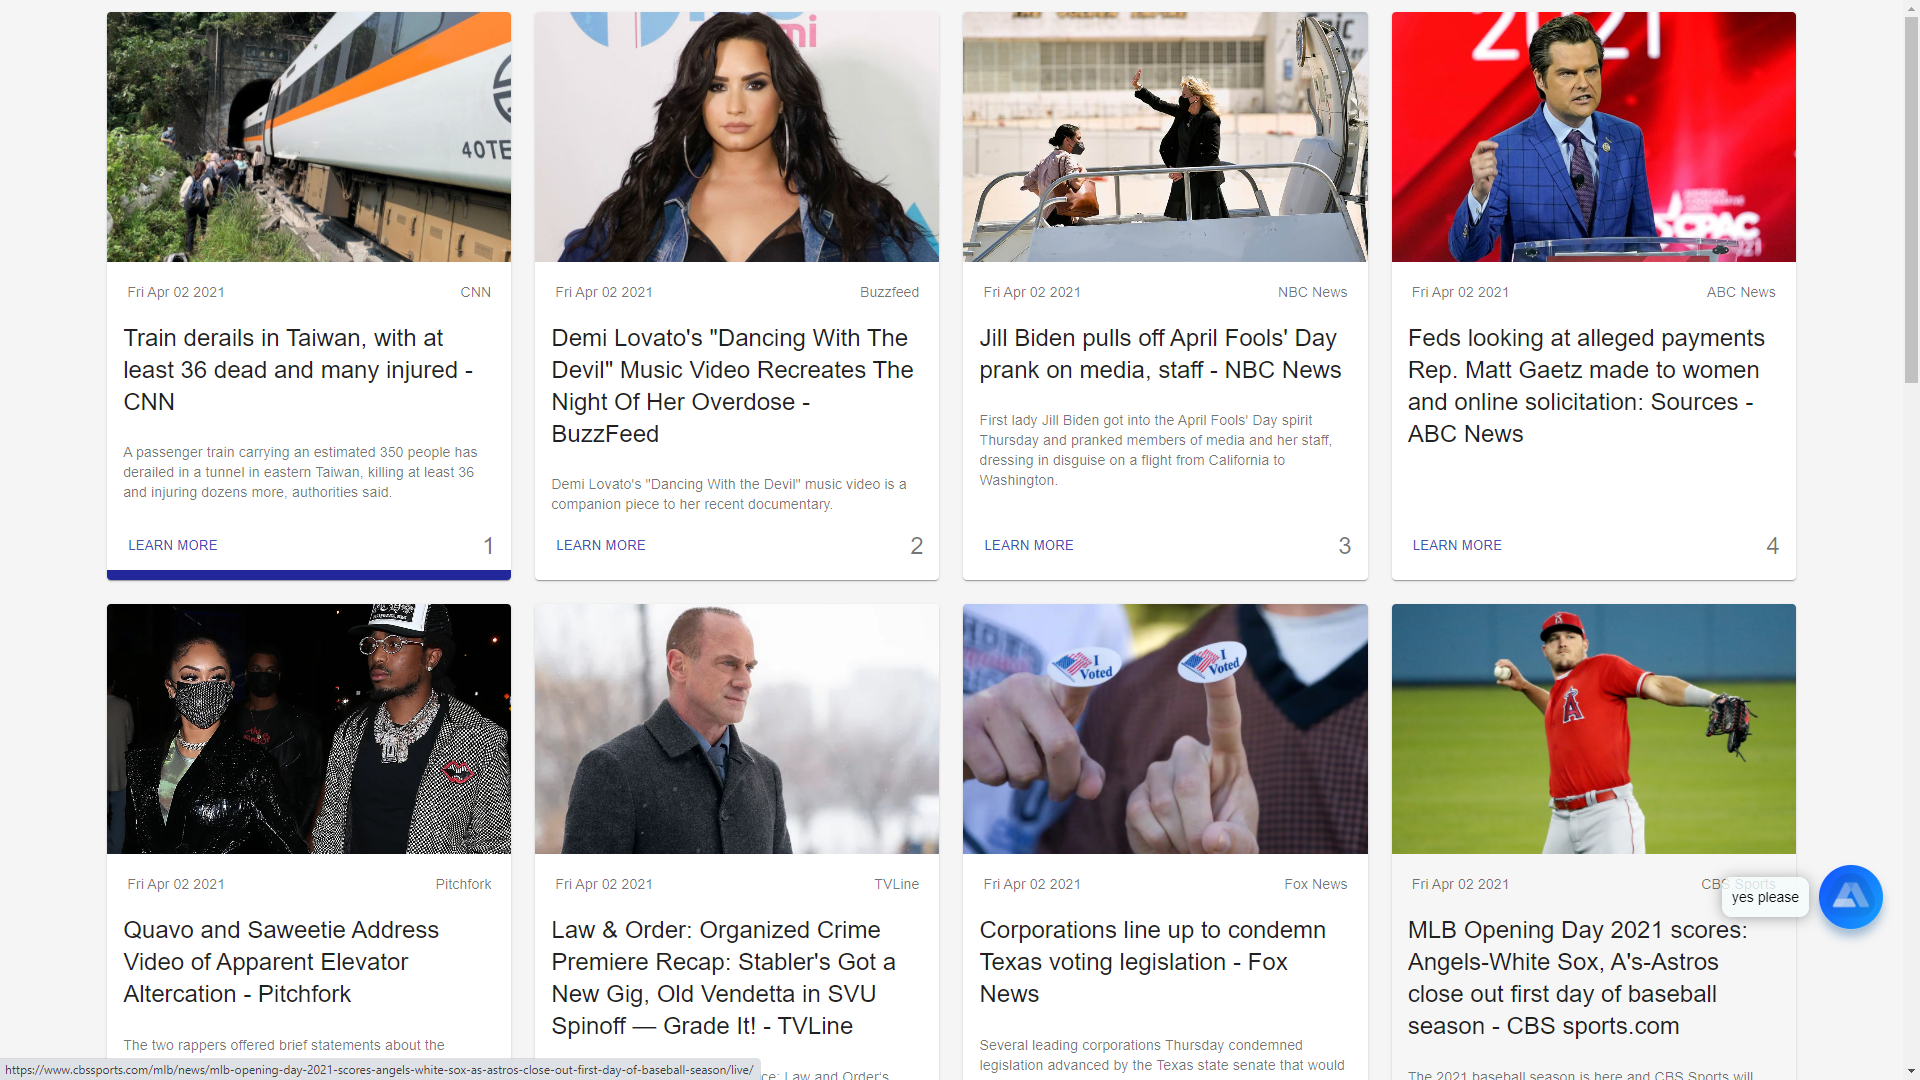 2021
mi
40TE
CPAC
2021
Fri Apr 02 2021
CNN
Train derails in Taiwan, with at
least 36 dead and many injured -
CNN
A passenger train carrying an estimated 350 people has
derailed in a tunnel in eastern Taiwan, killing at least 36
and injuring dozens more, authorities said.
LEARN MORE
1
Fri Apr 02 2021
Buzzfeed
Demi Lovato's "Dancing With The
Devil" Music Video Recreates The
Night Of Her Overdose -
BuzzFeed
Demi Lovato's "Dancing With the Devil" music video is a
companion piece to her recent documentary.
LEARN MORE
2
Fri Apr 02 2021
NBC News
Jill Biden pulls off April Fools' Day
prank on media, staff - NBC News
First lady Jill Biden got into the April Fools' Day spirit
Thursday and pranked members of media and her staff,
dressing in disguise on a flight from California to
Washington.
LEARN MORE
3
Fri Apr 02 2021
ABC News
Feds looking at alleged payments
Rep. Matt Gaetz made to women
and online solicitation: Sources -
ABC News
LEARN MORE
4
Fri Apr 02 2021
Pitchfork
Quavo and Saweetie Address
Video of Apparent Elevator
Altercation - Pitchfork
The two rappers offered brief statements about the
Fri Apr 02 2021
TVLine
Law & Order: Organized Crime
Premiere Recap: Stabler's Got a
New Gig, Old Vendetta in SVU
Spinoff — Grade It! - TVLine
ce: Law and Order's
I Voted
I Voted
Fri Apr 02 2021
Fox News
Corporations line up to condemn
Texas voting legislation - Fox
News
Several leading corporations Thursday condemned
legislation advanced by the Texas state senate that would
A
Fri Apr 02 2021
CBS Sports
yes please
MLB Opening Day 2021 scores:
Angels-White Sox, A's-Astros
close out first day of baseball
season - CBS sports.com
The 2021 baseball season is here and CBS Sports will
https://www.cbssports.com/mlb/news/mlb-opening-day-2021-scores-angels-white-sox-as-astros-close-out-first-day-of-baseball-season/live/